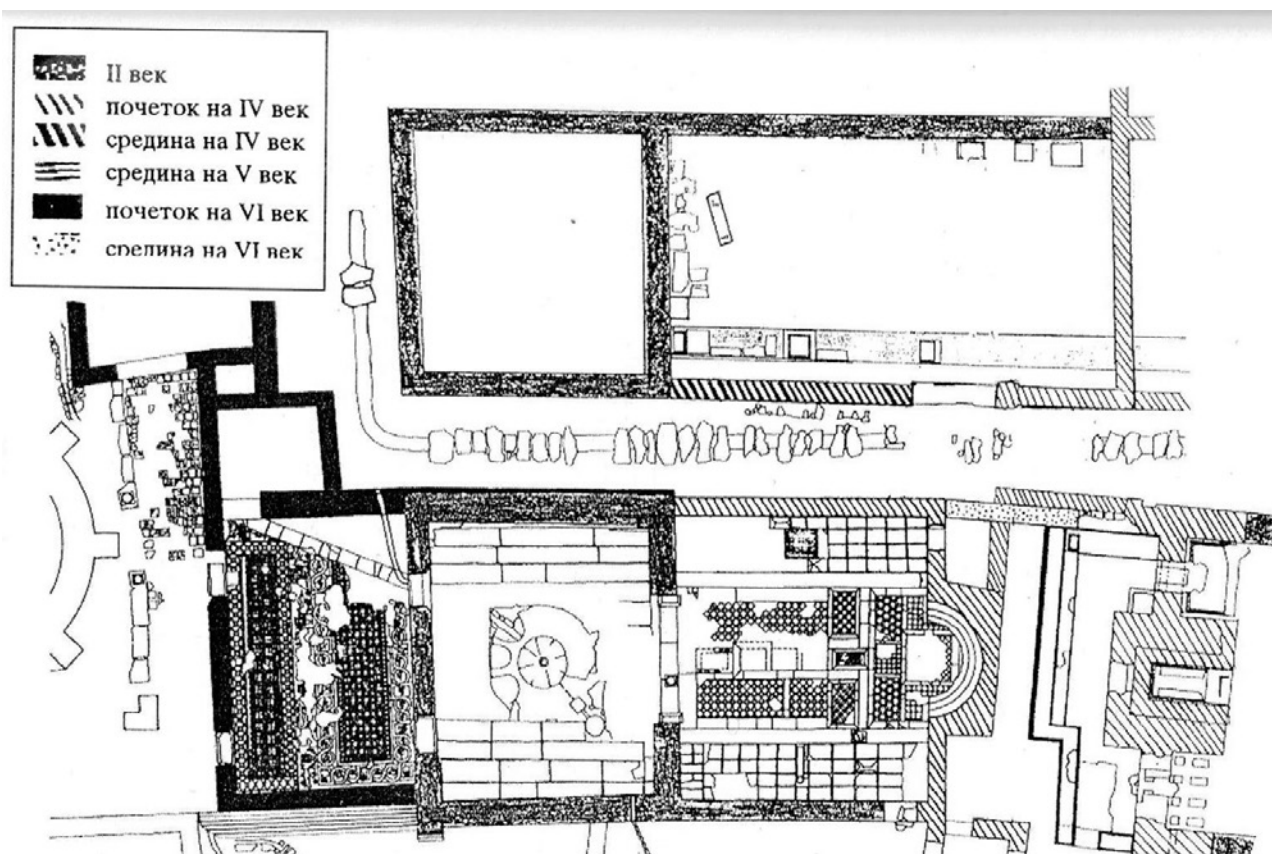 II век
почеток на IV век
средина на IV век
средина на V век
почеток на VI век
средина на VI век